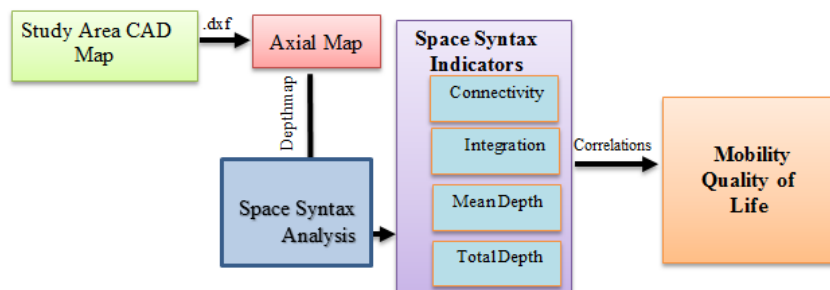 Study Area CAD
Map
.dxf
Axial Map
Depthmap
Space Syntax
Analysis
Space Syntax
Indicators
Connectivity
Integration
Mean Depth
Total Depth
Correlations
Mobility
Quality of
Life